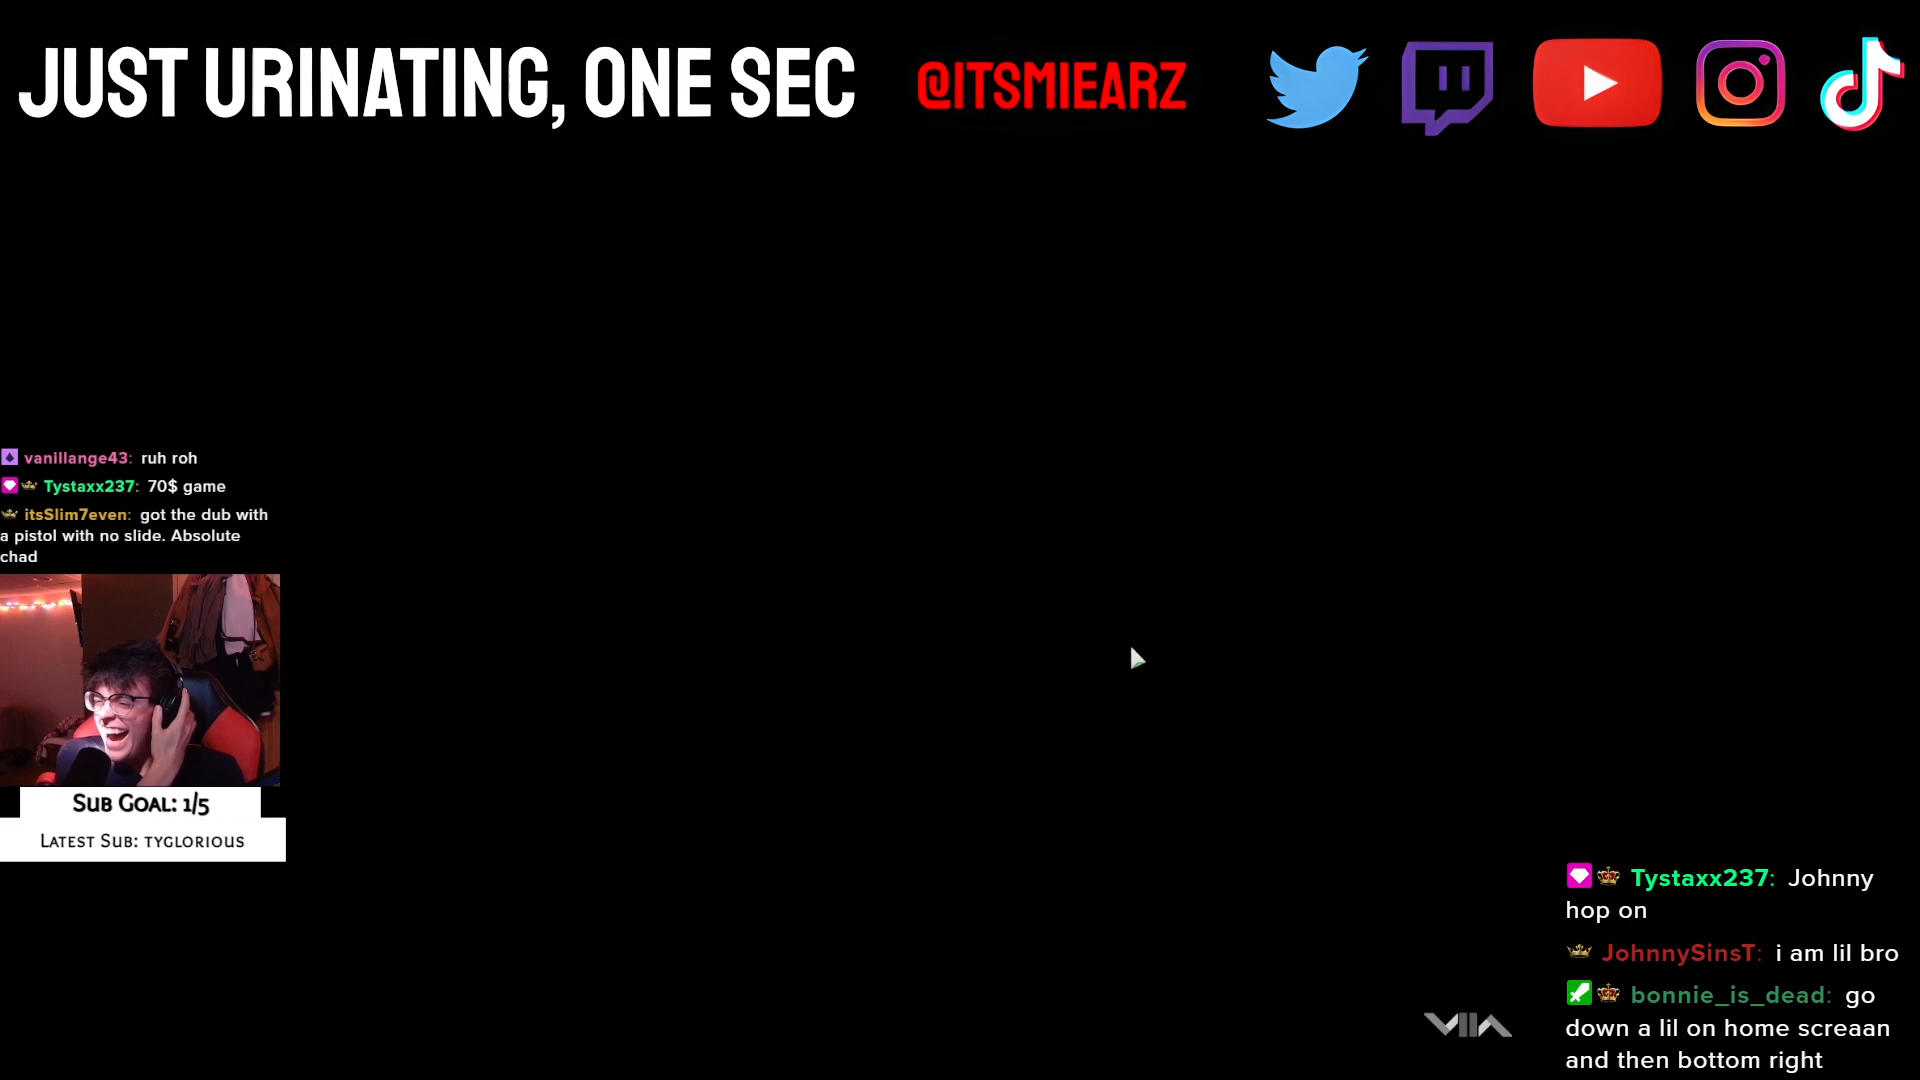 JUST URINATING, ONE SEC @ITSMIEARZ
vanillange43: ruh roh
Tystaxx237: 70$ game
itsSlim7even: got the dub with
a pistol with no slide. Absolute
chad
Sub Goal: 1/5
Latest Sub: tyglorious
Tystaxx237: Johnny
hop on
JohnnySinsT: i am lil bro
bonnie_is_dead: go
down a lil on home screaan
and then bottom right